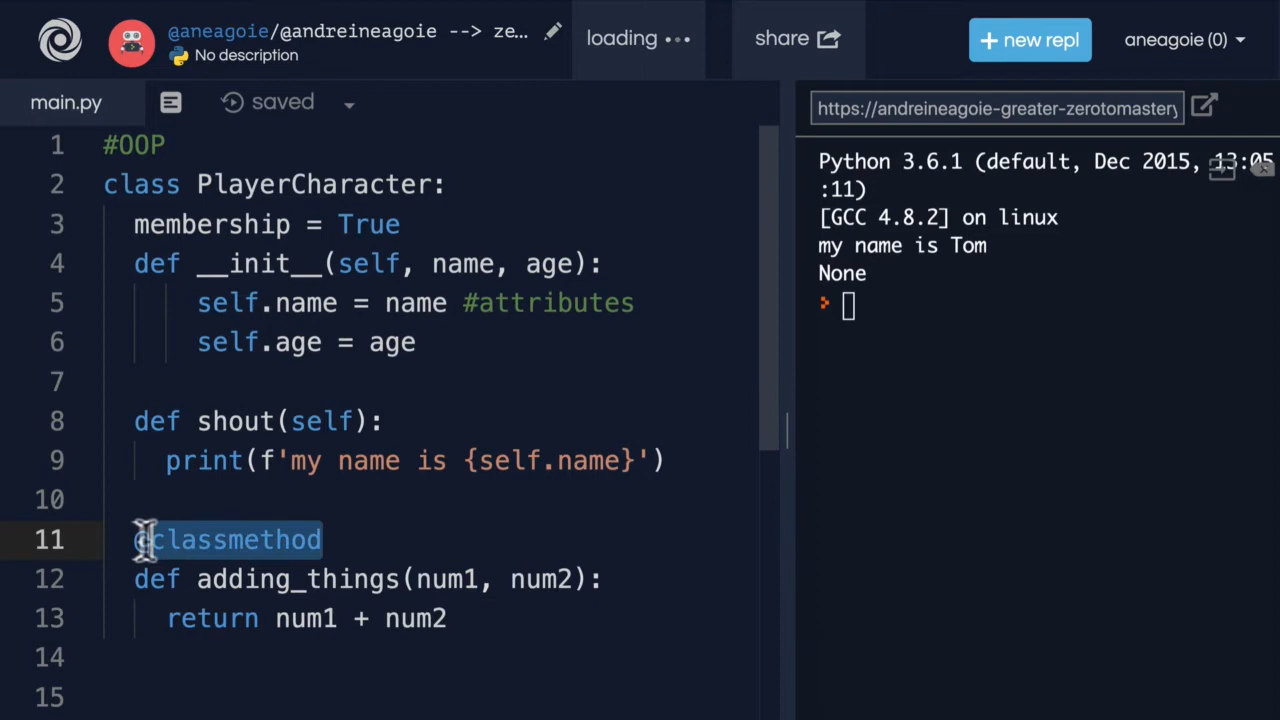 @aneagoie/@andreineagoie --> ze...
No description
loading
share
+ new repl
aneagoie (0)
main.py
saved
https://andreineagoie-greater-zerotomastery
1 #OOP
2 class PlayerCharacter:
3 membership = True
4 def __init__(self, name, age):
5 self.name = name #attributes
6 self.age = age
7
8 def shout(self):
9 print(f'my name is {self.name}')
10
11 @classmethod
12 def adding_things(num1, num2):
13 return num1 + num2
14
15
Python 3.6.1 (default, Dec 2015, 13:05
:11)
[GCC 4.8.2] on linux
my name is Tom
None